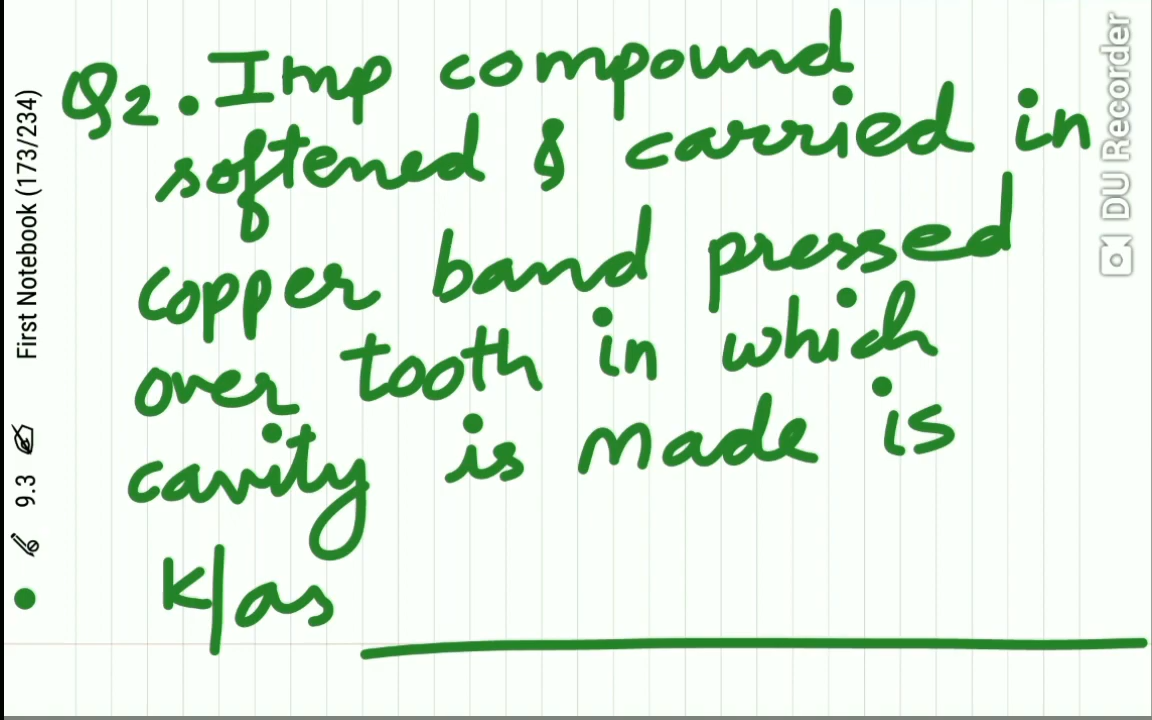 Q2. Imp compound
softened & carried in
copper band pressed
over tooth in which
cavity is made is
k/as
First Notebook (173/234)
9.3
DU Recorder